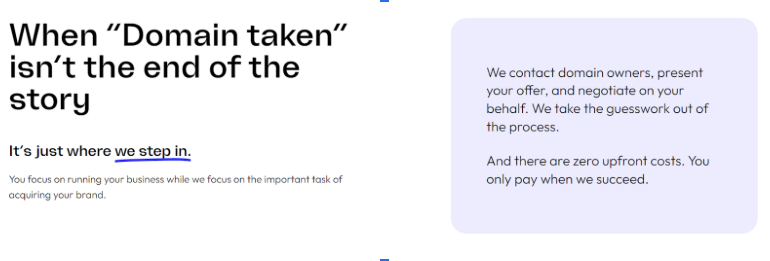 When “Domain taken”
isn’t the end of the
story
It’s just where we step in.
You focus on running your business while we focus on the important task of
acquiring your brand.
We contact domain owners, present
your offer, and negotiate on your
behalf. We take the guesswork out of
the process.
And there are zero upfront costs. You
only pay when we succeed.